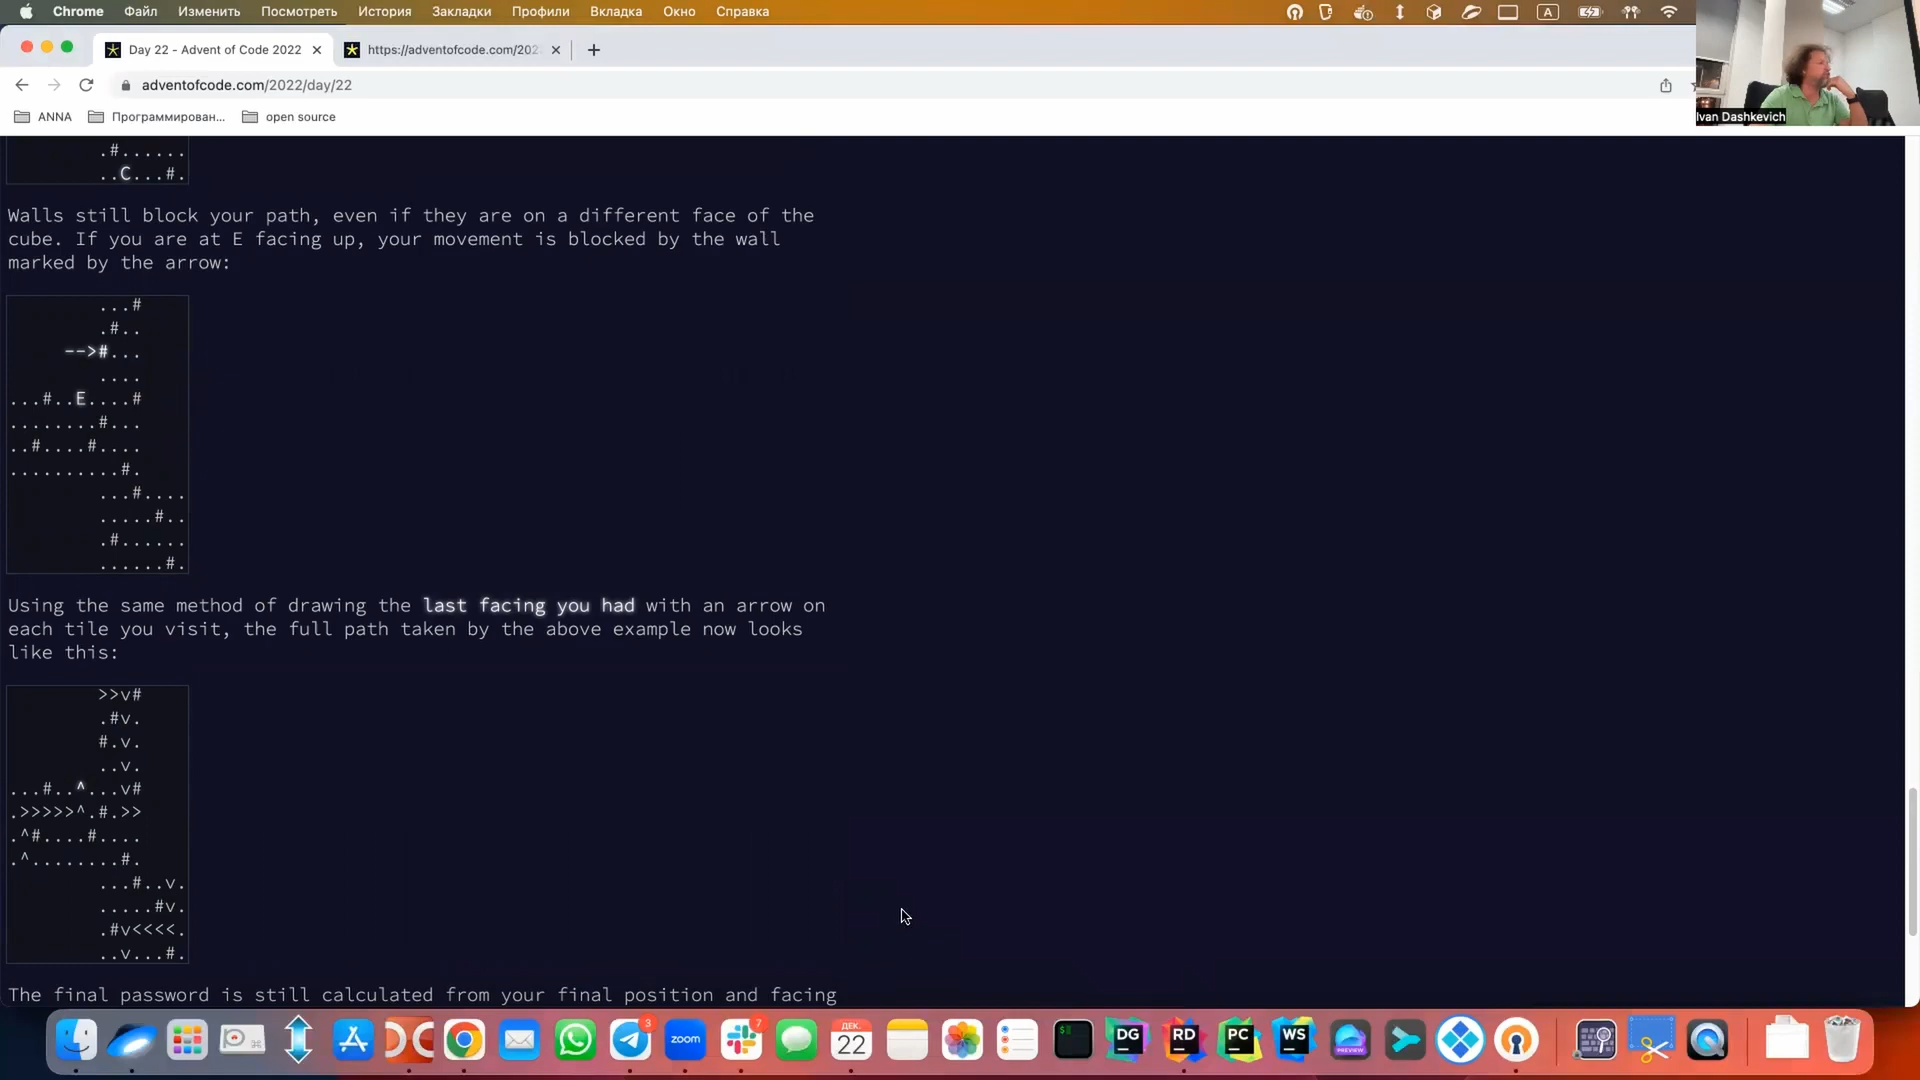 Chrome Файл Изменить Посмотреть История Закладки Профили Вкладка Окно Справка
A
Day 22 - Advent of Code 2022
https://adventofcode.com/202
adventofcode.com/2022/day/22
ANNA Программирован... open source
Ivan Dashkevich
.#......
..C...#.
Walls still block your path, even if they are on a different face of the
cube. If you are at E facing up, your movement is blocked by the wall
marked by the arrow:
...#
.#..
-->#...
....
...#..E....#
........#...
..#....#....
..........#.
...#....
.....#..
.#......
......#.
Using the same method of drawing the last facing you had with an arrow on
each tile you visit, the full path taken by the above example now looks
like this:
>>v#
.#v.
#.v.
..v.
...#..^...v#
.>>>>>^.#.>>
.^#....#....
.^........#.
...#..v.
.....#v.
.#v<<<<.
..v...#.
The final password is still calculated from your final position and facing
zoom
3
7
ДЕК.
22
$
DG
RD
PC
WS
PREVIEW